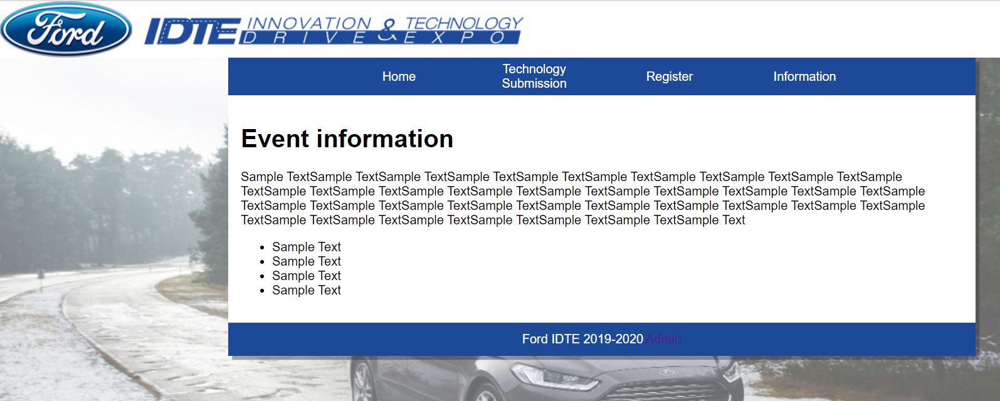 Ford
IDTE INNOVATION & TECHNOLOGY
DRIVE & EXPO
Home
Technology
Submission
Register
Information
Event information
Sample TextSample TextSample TextSample TextSample TextSample TextSample TextSample TextSample TextSample
TextSample TextSample TextSample TextSample TextSample TextSample TextSample TextSample TextSample TextSample
TextSample TextSample TextSample TextSample TextSample TextSample TextSample TextSample TextSample TextSample
TextSample TextSample TextSample TextSample TextSample TextSample TextSample Text
• Sample Text
• Sample Text
• Sample Text
• Sample Text
Ford IDTE 2019-2020 Admin